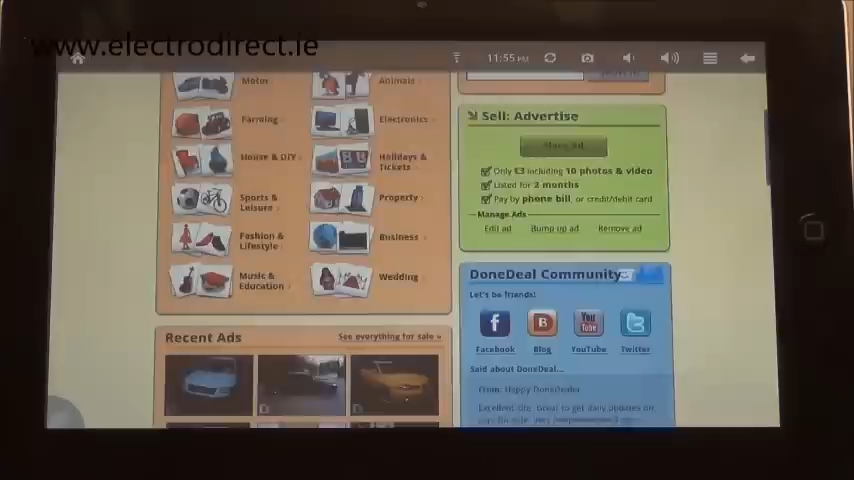 www.electrodirect.ie
11:55 PM
Motor
Animals
Farming
Electronics
House & DIY
Holidays & Tickets
Sports & Leisure
Property
Fashion & Lifestyle
Business
Music & Education
Wedding
Recent Ads
See everything for sale »
Sell: Advertise
Place Ad
Only €3 including 10 photos & video
Listed for 2 months
Pay by phone bill, or credit/debit card
Manage Ads
Edit ad
Bump up ad
Remove ad
DoneDeal Community
Let's be friends!
Facebook
Blog
YouTube
Twitter
Said about DoneDeal...
From: Happy DoneDealer
Excellent site, great to get daily updates on